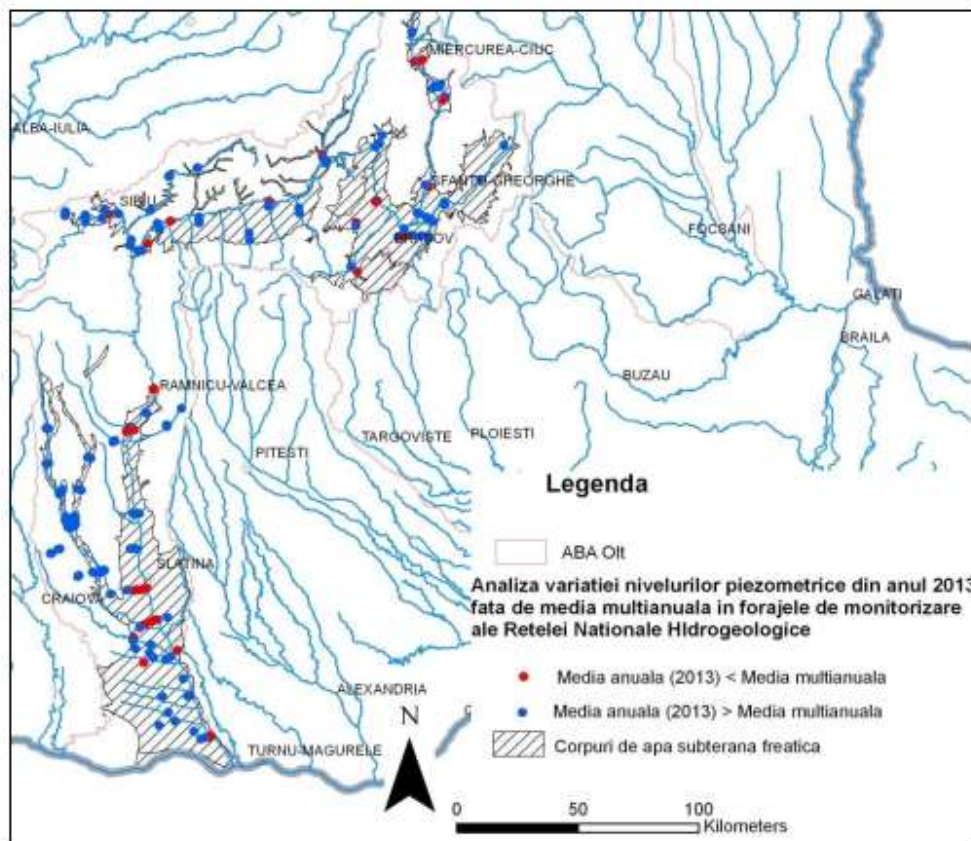 MIERCUREA-CIUC
ALBA-IULIA
SFANTU-GHEORGHE
SIBIU
BRASOV
FOCSANI
GALATI
BRAILA
RAMNICU-VALCEA
BUZAU
TARGOVISTE
PLOIESTI
PITESTI
Legenda
ABA Olt
SLATINA
Analiza variatiei nivelurilor piezometrice din anul 2013
fata de media multianuala in forajele de monitorizare
ale Retelei Nationale HIdrogeologice
CRAIOVA
Media anuala (2013) < Media multianuala
ALEXANDRIA
Media anuala (2013) > Media multianuala
N
Corpuri de apa subterana freatica
TURNU-MAGURELE
0 50 100
Kilometers